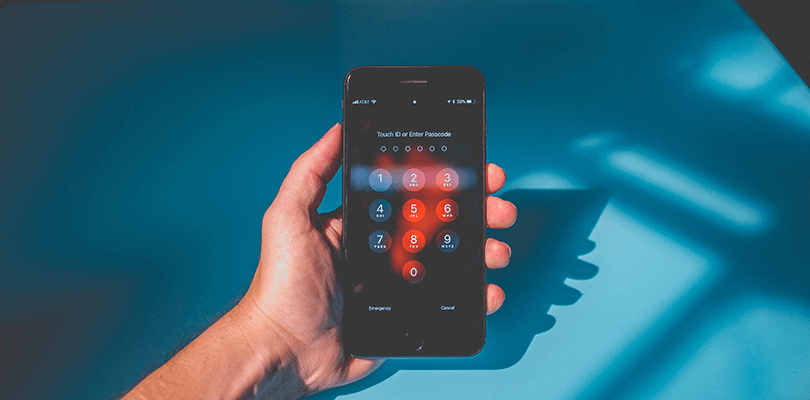 AT&T 59%
Touch ID or Enter Passcode
1 2 3
ABC DEF
4 5 6
GHI JKL MNO
7 8 9
PQRS TUV WXYZ
0
Emergency Cancel